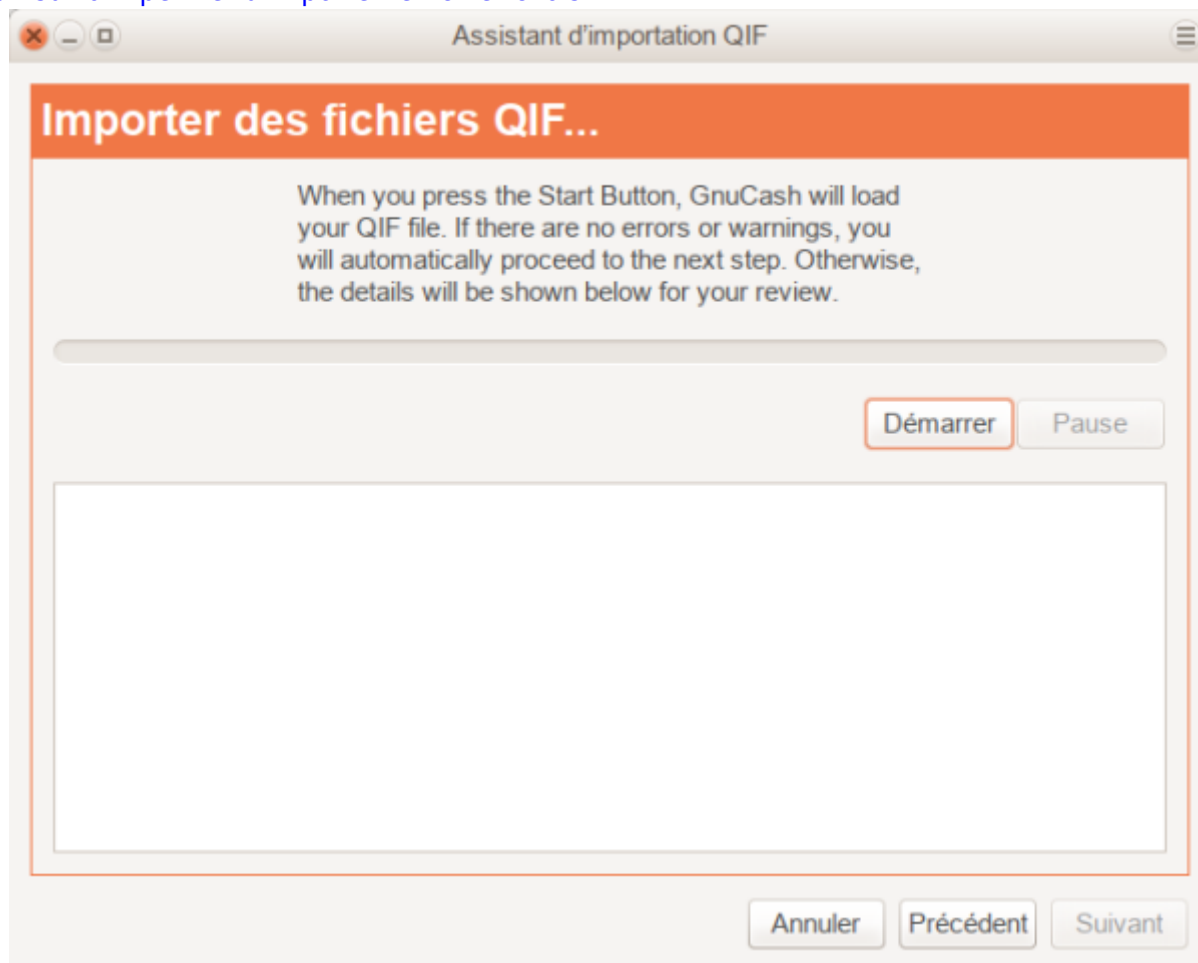 Assistant d'importation QIF
Importer des fichiers QIF...
When you press the Start Button, GnuCash will load
your QIF file. If there are no errors or warnings, you
will automatically proceed to the next step. Otherwise,
the details will be shown below for your review.
Démarrer Pause
Annuler Précédent Suivant